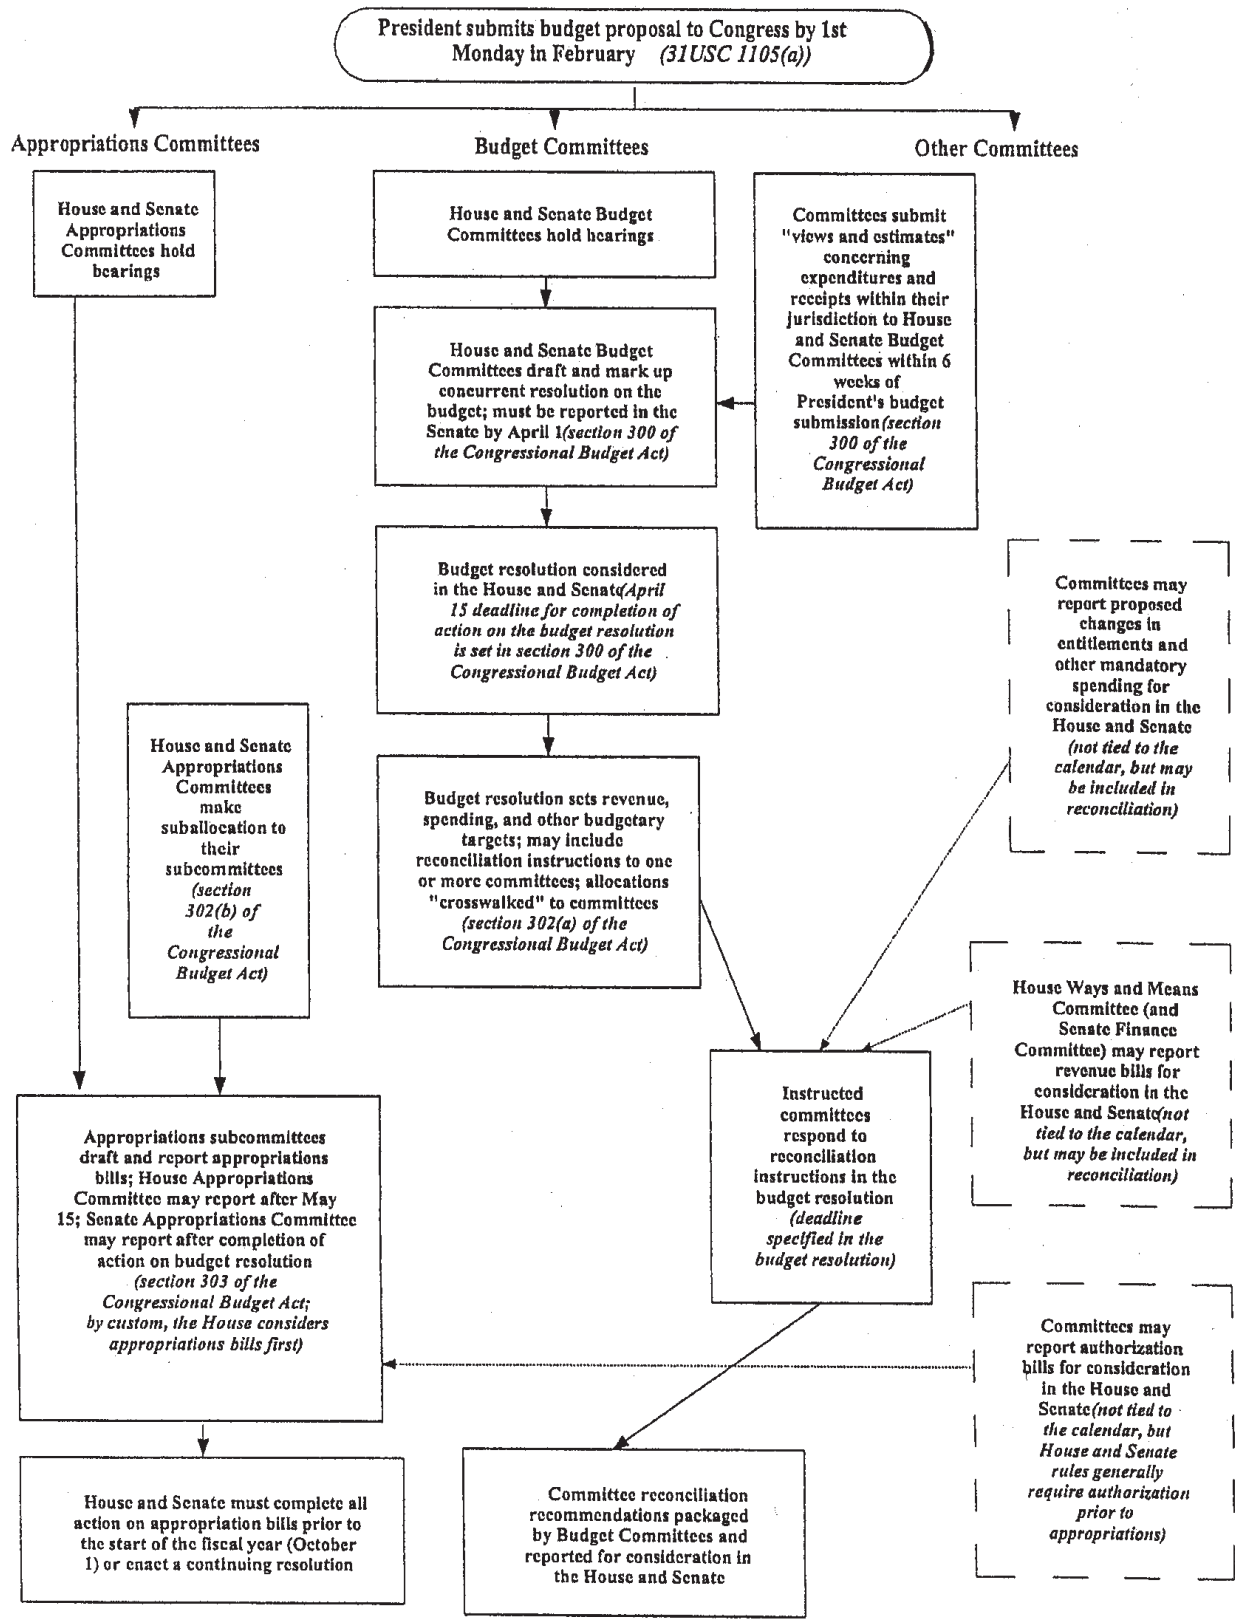 President submits budget proposal to Congress by 1st
Monday in February (31USC 1105(a))
Appropriations Committees
Budget Committees
Other Committees
House and Senate
Appropriations
Committees hold
hearings
House and Senate Budget
Committees hold hearings
Committees submit
"views and estimates"
concerning
expenditures and
receipts within their
jurisdiction to House
and Senate Budget
Committees within 6
weeks of
President's budget
submission(section
300 of the
Congressional
Budget Act)
House and Senate Budget
Committees draft and mark up
concurrent resolution on the
budget; must be reported in the
Senate by April 1(section 300 of
the Congressional Budget Act)
Budget resolution considered
in the House and Senate(April
15 deadline for completion of
action on the budget resolution
is set in section 300 of the
Congressional Budget Act)
Committees may
report proposed
changes in
entitlements and
other mandatory
spending for
consideration in the
House and Senate
(not tied to the
calendar, but may
be included in
reconciliation)
House and Senate
Appropriations
Committees
make
suballocation to
their
subcommittees
(section
302(b) of
the
Congressional
Budget Act)
Budget resolution sets revenue,
spending, and other budgetary
targets; may include
reconciliation instructions to one
or more committees; allocations
"crosswalked" to committees
(section 302(a) of the
Congressional Budget Act)
House Ways and Means
Committee (and
Senate Finance
Committee) may report
revenue bills for
consideration in the
House and Senate(not
tied to the calendar,
but may be included in
reconciliation)
Instructed
committees
respond to
reconciliation
instructions in the
budget resolution
(deadline
specified in the
budget resolution)
Appropriations subcommittees
draft and report appropriations
bills; House Appropriations
Committee may report after May
15; Senate Appropriations Committee
may report after completion of
action on budget resolution
(section 303 of the
Congressional Budget Act;
by custom, the House considers
appropriations bills first)
Committees may
report authorization
bills for consideration
in the House and
Senate(not tied to
the calendar, but
House and Senate
rules generally
require authorization
prior to
appropriations)
House and Senate must complete all
action on appropriation bills prior to
the start of the fiscal year (October
1) or enact a continuing resolution
Committee reconciliation
recommendations packaged
by Budget Committees and
reported for consideration in
the House and Senate